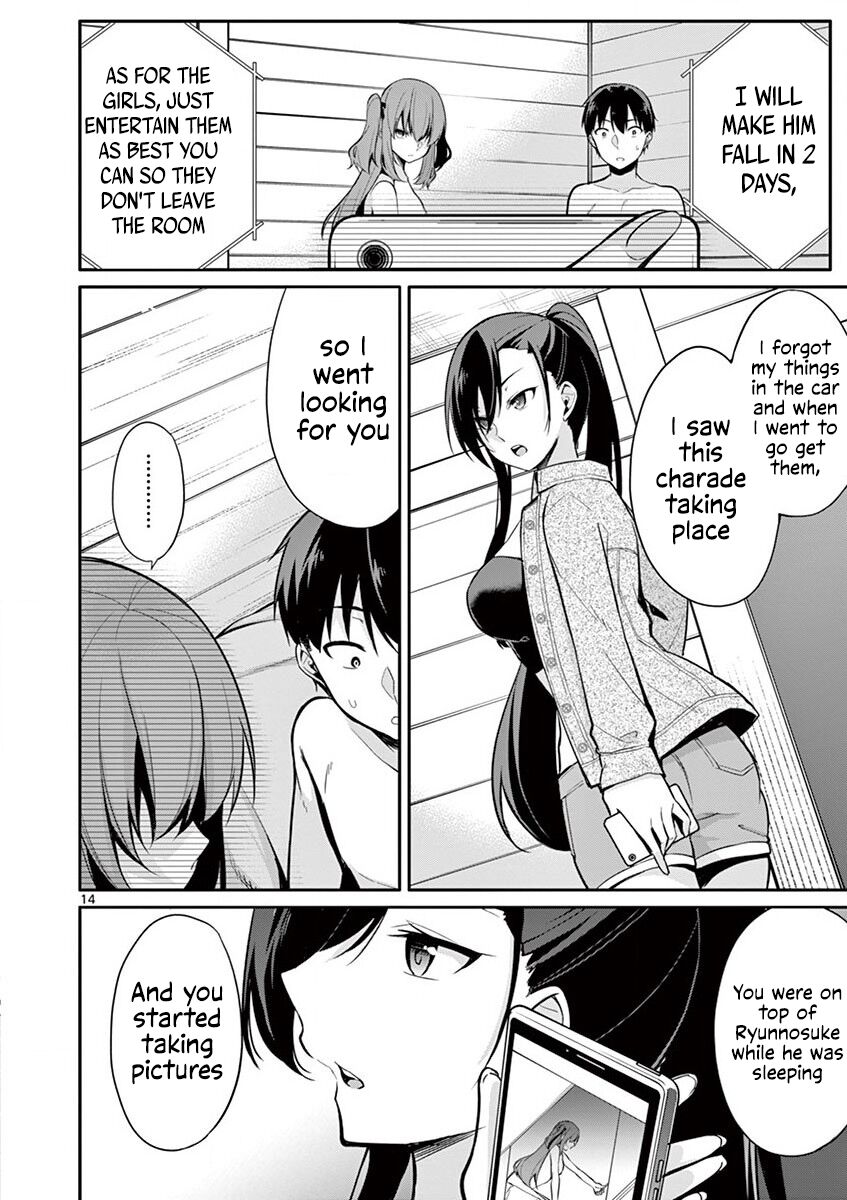 I WILL
MAKE HIM
FALL IN 2
DAYS,
AS FOR THE
GIRLS, JUST
ENTERTAIN THEM
AS BEST YOU
CAN SO THEY
DON'T LEAVE
THE ROOM
I forgot
my things
in the car
and when
I went to
go get
them,
I saw
this
charade
taking
place
so I
went
looking
for you
.........
14
You were on
top of
Ryunnosuke
while he was
sleeping
And you
started
taking
pictures